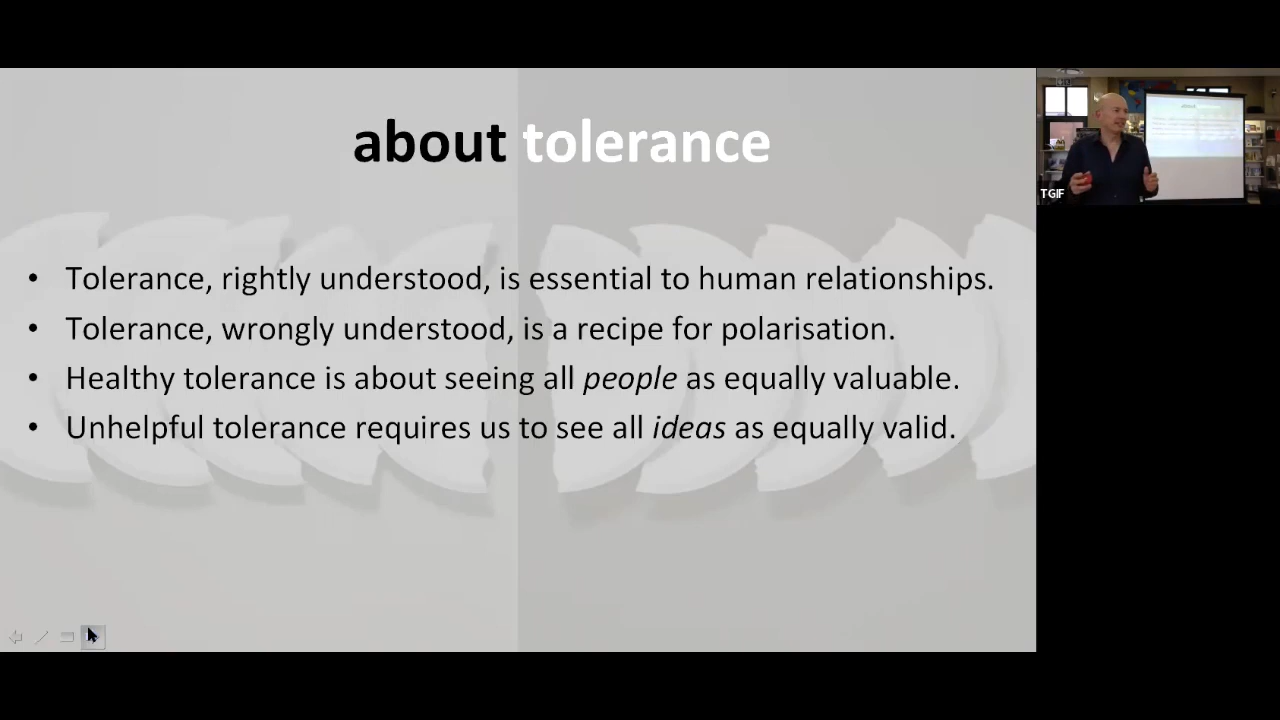 about tolerance
• Tolerance, rightly understood, is essential to human relationships.
• Tolerance, wrongly understood, is a recipe for polarisation.
• Healthy tolerance is about seeing all people as equally valuable.
• Unhelpful tolerance requires us to see all ideas as equally valid.
TGIF